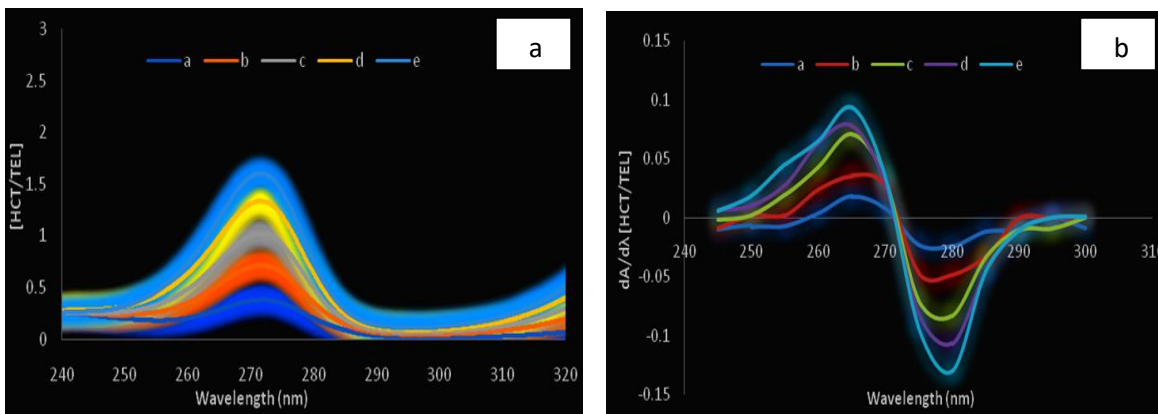 a
a b c d e
[HCT/TEL]
3
2.5
2
1.5
1
0.5
0
240 250 260 270 280 290 300 310 320
Wavelength (nm)
b
a b c d e
dA/dλ [HCT/TEL]
0.15
0.1
0.05
0
-0.05
-0.1
-0.15
240 250 260 270 280 290 300 310
Wavelength (nm)